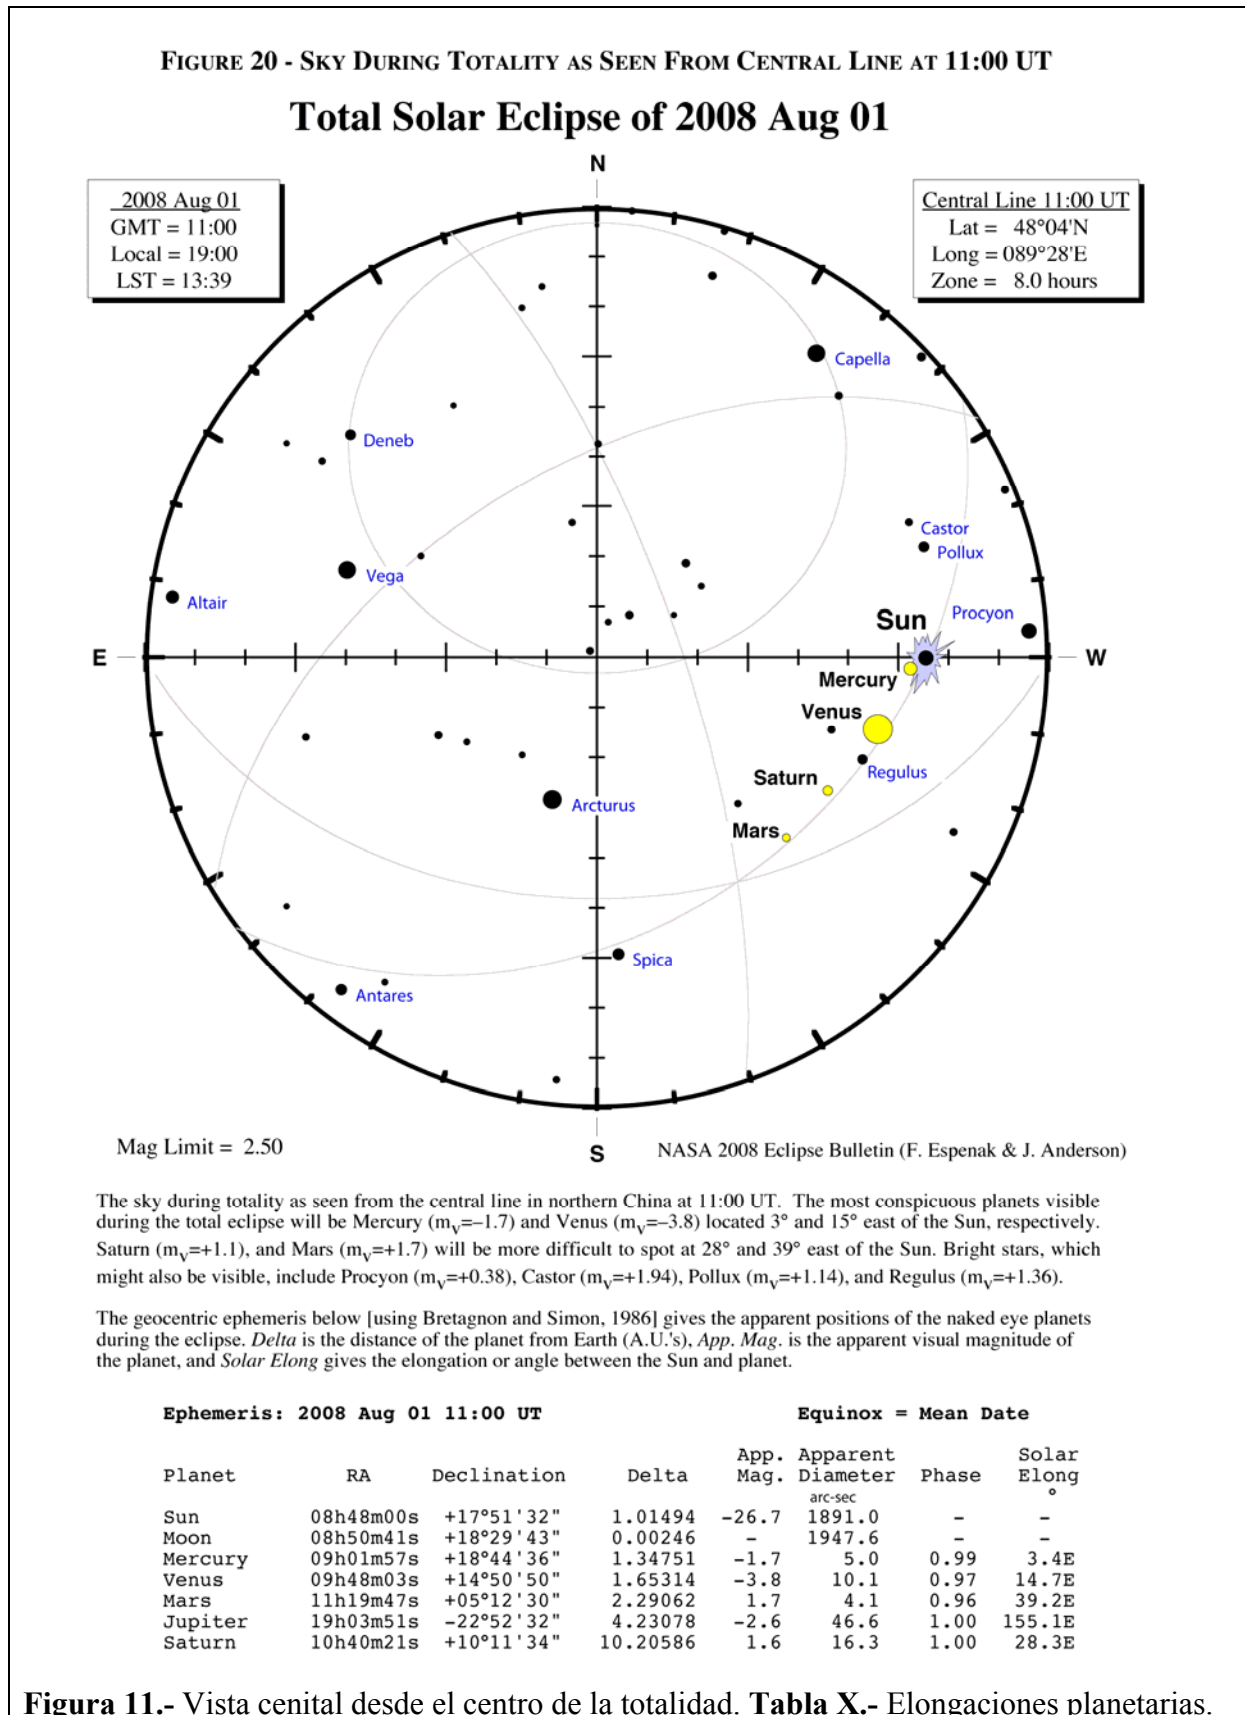 FIGURE 20 - SKY DURING TOTALITY AS SEEN FROM CENTRAL LINE AT 11:00 UT
Total Solar Eclipse of 2008 Aug 01
N
2008 Aug 01
GMT = 11:00
Local = 19:00
LST = 13:39
Central Line 11:00 UT
Lat = 48°04'N
Long = 089°28'E
Zone = 8.0 hours
Capella
Deneb
Castor
Pollux
Vega
Altair
Procyon
Sun
E
W
Mercury
Venus
Regulus
Saturn
Arcturus
Mars
Spica
Antares
Mag Limit = 2.50
S
NASA 2008 Eclipse Bulletin (F. Espenak & J. Anderson)
The sky during totality as seen from the central line in northern China at 11:00 UT. The most conspicuous planets visible
during the total eclipse will be Mercury (mv=–1.7) and Venus (mv=–3.8) located 3° and 15° east of the Sun, respectively.
Saturn (mv=+1.1), and Mars (mv=+1.7) will be more difficult to spot at 28° and 39° east of the Sun. Bright stars, which
might also be visible, include Procyon (mv=+0.38), Castor (mv=+1.94), Pollux (mv=+1.14), and Regulus (mv=+1.36).
The geocentric ephemeris below [using Bretagnon and Simon, 1986] gives the apparent positions of the naked eye planets
during the eclipse. Delta is the distance of the planet from Earth (A.U.'s), App. Mag. is the apparent visual magnitude of
the planet, and Solar Elong gives the elongation or angle between the Sun and planet.
Ephemeris: 2008 Aug 01 11:00 UT Equinox = Mean Date
App. Apparent Solar
Planet RA Declination Delta Mag. Diameter Phase Elong
arc-sec °
Sun 08h48m00s +17°51'32" 1.01494 -26.7 1891.0 - -
Moon 08h50m41s +18°29'43" 0.00246 - 1947.6 - -
Mercury 09h01m57s +18°44'36" 1.34751 -1.7 5.0 0.99 3.4E
Venus 09h48m03s +14°50'50" 1.65314 -3.8 10.1 0.97 14.7E
Mars 11h19m47s +05°12'30" 2.29062 1.7 4.1 0.96 39.2E
Jupiter 19h03m51s -22°52'32" 4.23078 -2.6 46.6 1.00 155.1E
Saturn 10h40m21s +10°11'34" 10.20586 1.6 16.3 1.00 28.3E
Figura 11.- Vista cenital desde el centro de la totalidad. Tabla X.- Elongaciones planetarias.